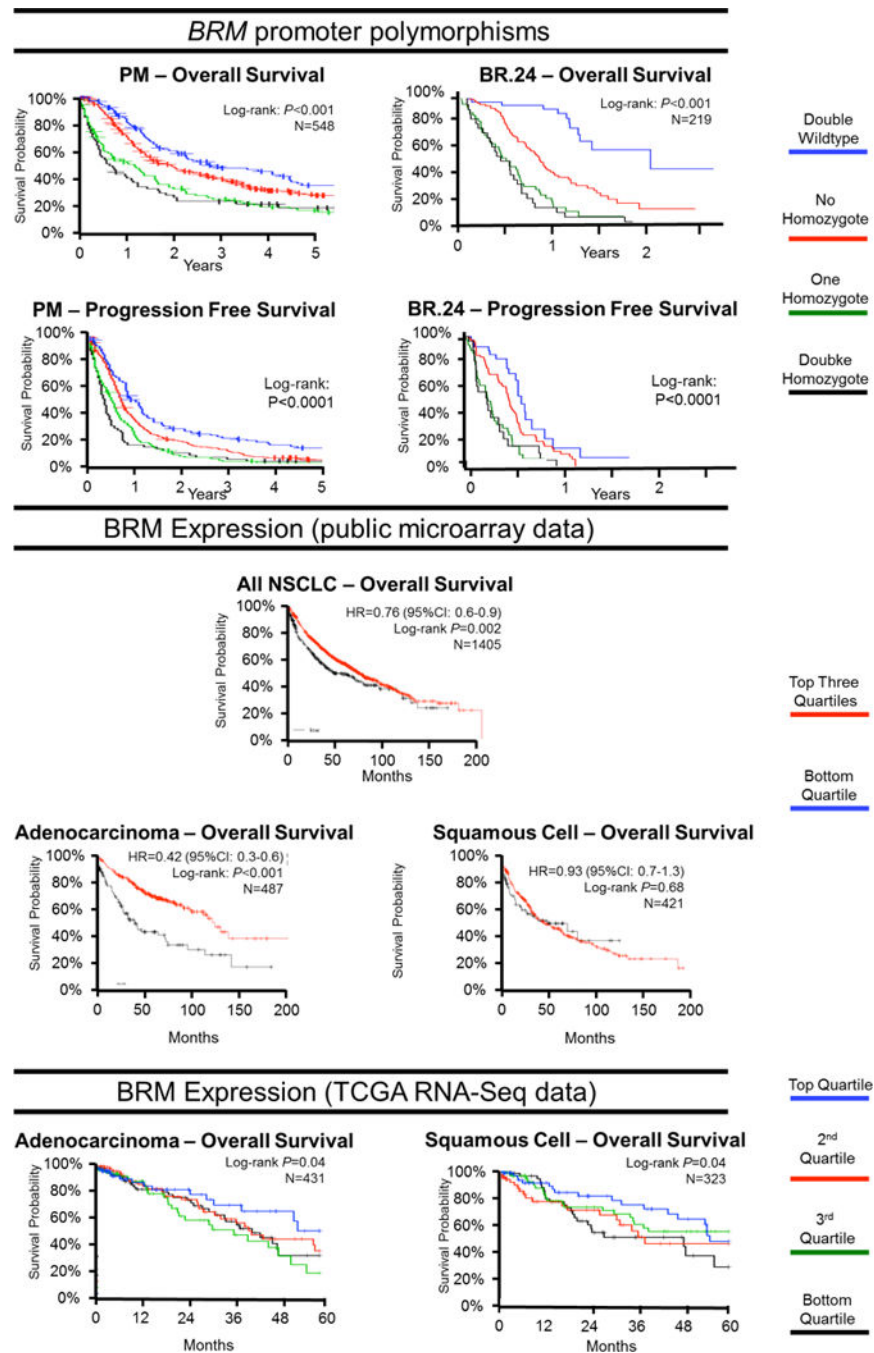 BRM promoter polymorphisms
PM – Overall Survival
Log-rank: P<0.001
N=548
Survival Probability
100%
80%
60%
40%
20%
0%
0 1 2 3 4 5
Years
BR.24 – Overall Survival
Log-rank: P<0.001
N=219
Survival Probability
100%
80%
60%
40%
20%
0%
0 1 2
Years
Double
Wildtype
No
Homozygote
One
Homozygote
Doubke
Homozygote
PM – Progression Free Survival
Log-rank:
P<0.0001
Survival Probability
100%
80%
60%
40%
20%
0%
0 1 2 3 4 5
Years
BR.24 – Progression Free Survival
Log-rank:
P<0.0001
Survival Probability
100%
80%
60%
40%
20%
0%
0 1 2
Years
BRM Expression (public microarray data)
All NSCLC – Overall Survival
HR=0.76 (95%CI: 0.6-0.9)
Log-rank P=0.002
N=1405
Survival Probability
100%
80%
60%
40%
20%
0%
0 50 100 150 200
Months
Top Three
Quartiles
Bottom
Quartile
Adenocarcinoma – Overall Survival
HR=0.42 (95%CI: 0.3-0.6)
Log-rank: P<0.001
N=487
Survival Probability
100%
80%
60%
40%
20%
0%
0 50 100 150 200
Months
Squamous Cell – Overall Survival
HR=0.93 (95%CI: 0.7-1.3)
Log-rank P=0.68
N=421
Survival Probability
100%
80%
60%
40%
20%
0%
0 50 100 150 200
Months
BRM Expression (TCGA RNA-Seq data)
Adenocarcinoma – Overall Survival
Log-rank P=0.04
N=431
Survival Probability
100%
80%
60%
40%
20%
0%
0 12 24 36 48 60
Months
Squamous Cell – Overall Survival
Log-rank P=0.04
N=323
Survival Probability
100%
80%
60%
40%
20%
0%
0 12 24 36 48 60
Months
Top Quartile
2nd
Quartile
3rd
Quartile
Bottom
Quartile